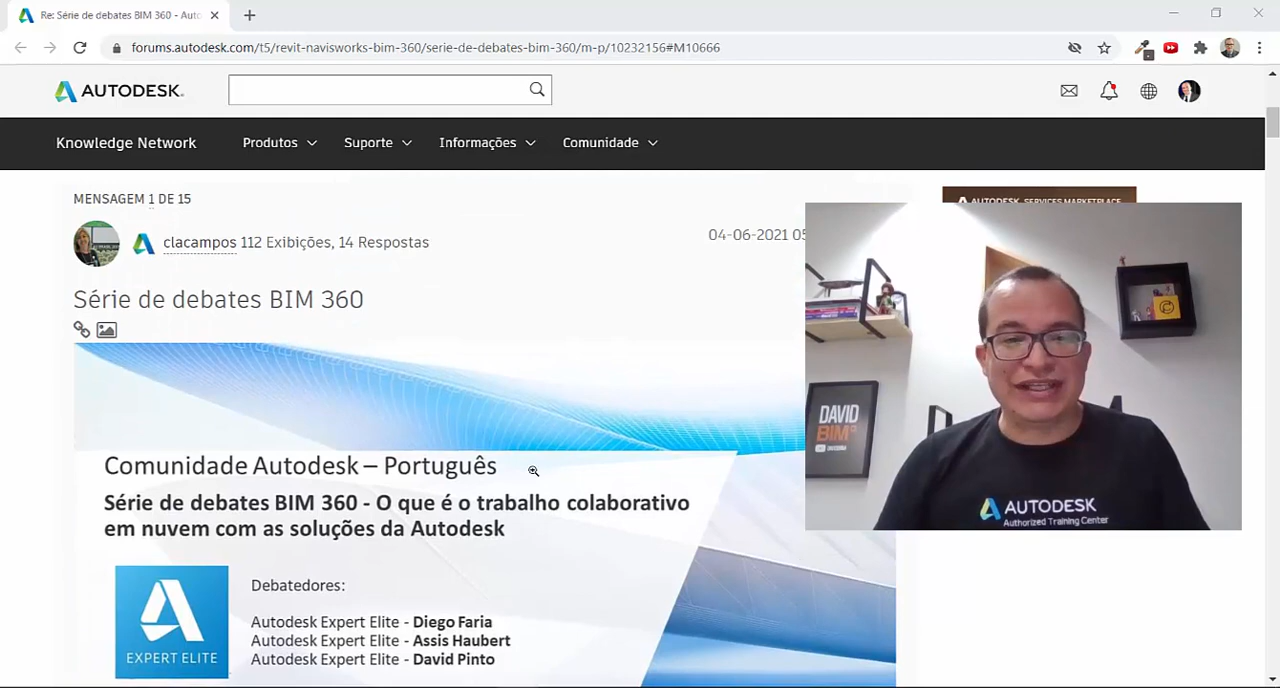 Re: Série de debates BIM 360 - Auto
forums.autodesk.com/t5/revit-navisworks-bim-360/serie-de-debates-bim-360/m-p/10232156#M10666
AUTODESK.
Knowledge Network
Produtos
Suporte
Informações
Comunidade
MENSAGEM 1 DE 15
AUTODESK SERVICES MARKETPLACE
clacampos 112 Exibições, 14 Respostas
04-06-2021 05
Série de debates BIM 360
Comunidade Autodesk – Português
Série de debates BIM 360 - O que é o trabalho colaborativo
em nuvem com as soluções da Autodesk
EXPERT ELITE
Debatedores:
Autodesk Expert Elite - Diego Faria
Autodesk Expert Elite - Assis Haubert
Autodesk Expert Elite - David Pinto
DAVID
BIM
AUTODESK
Authorized Training Center